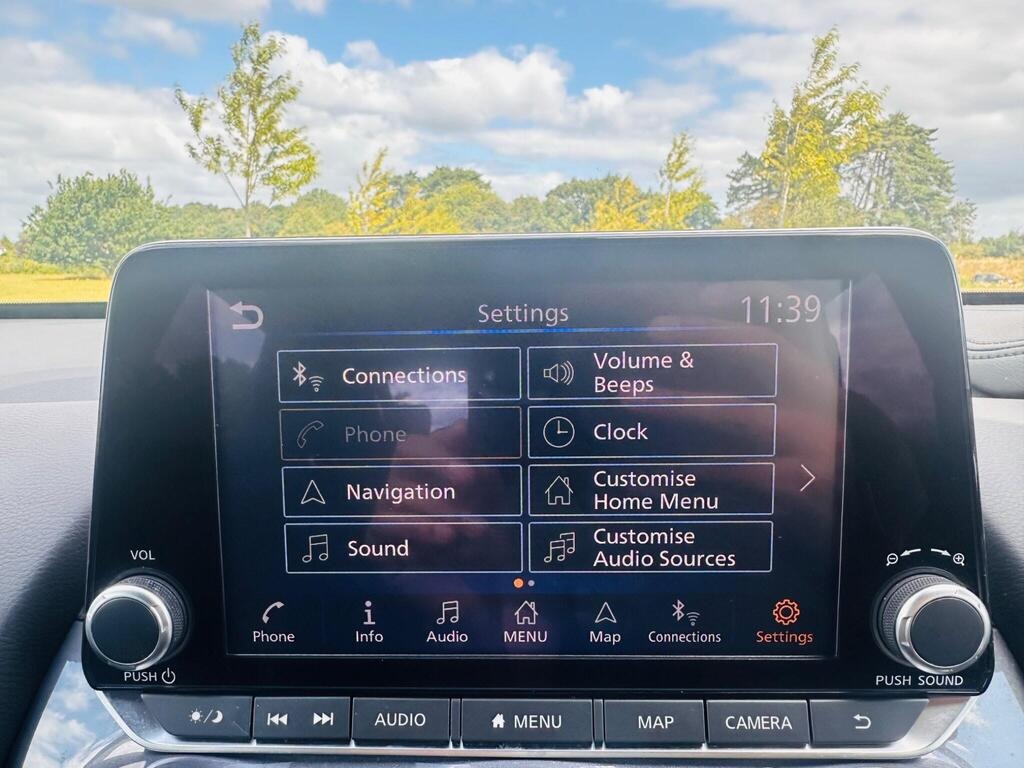 Settings
11:39
Connections
Volume &
Beeps
Phone
Clock
Navigation
Customise
Home Menu
Sound
Customise
Audio Sources
Phone
Info
Audio
MENU
Map
Connections
Settings
VOL
PUSH
PUSH SOUND
AUDIO
MENU
MAP
CAMERA